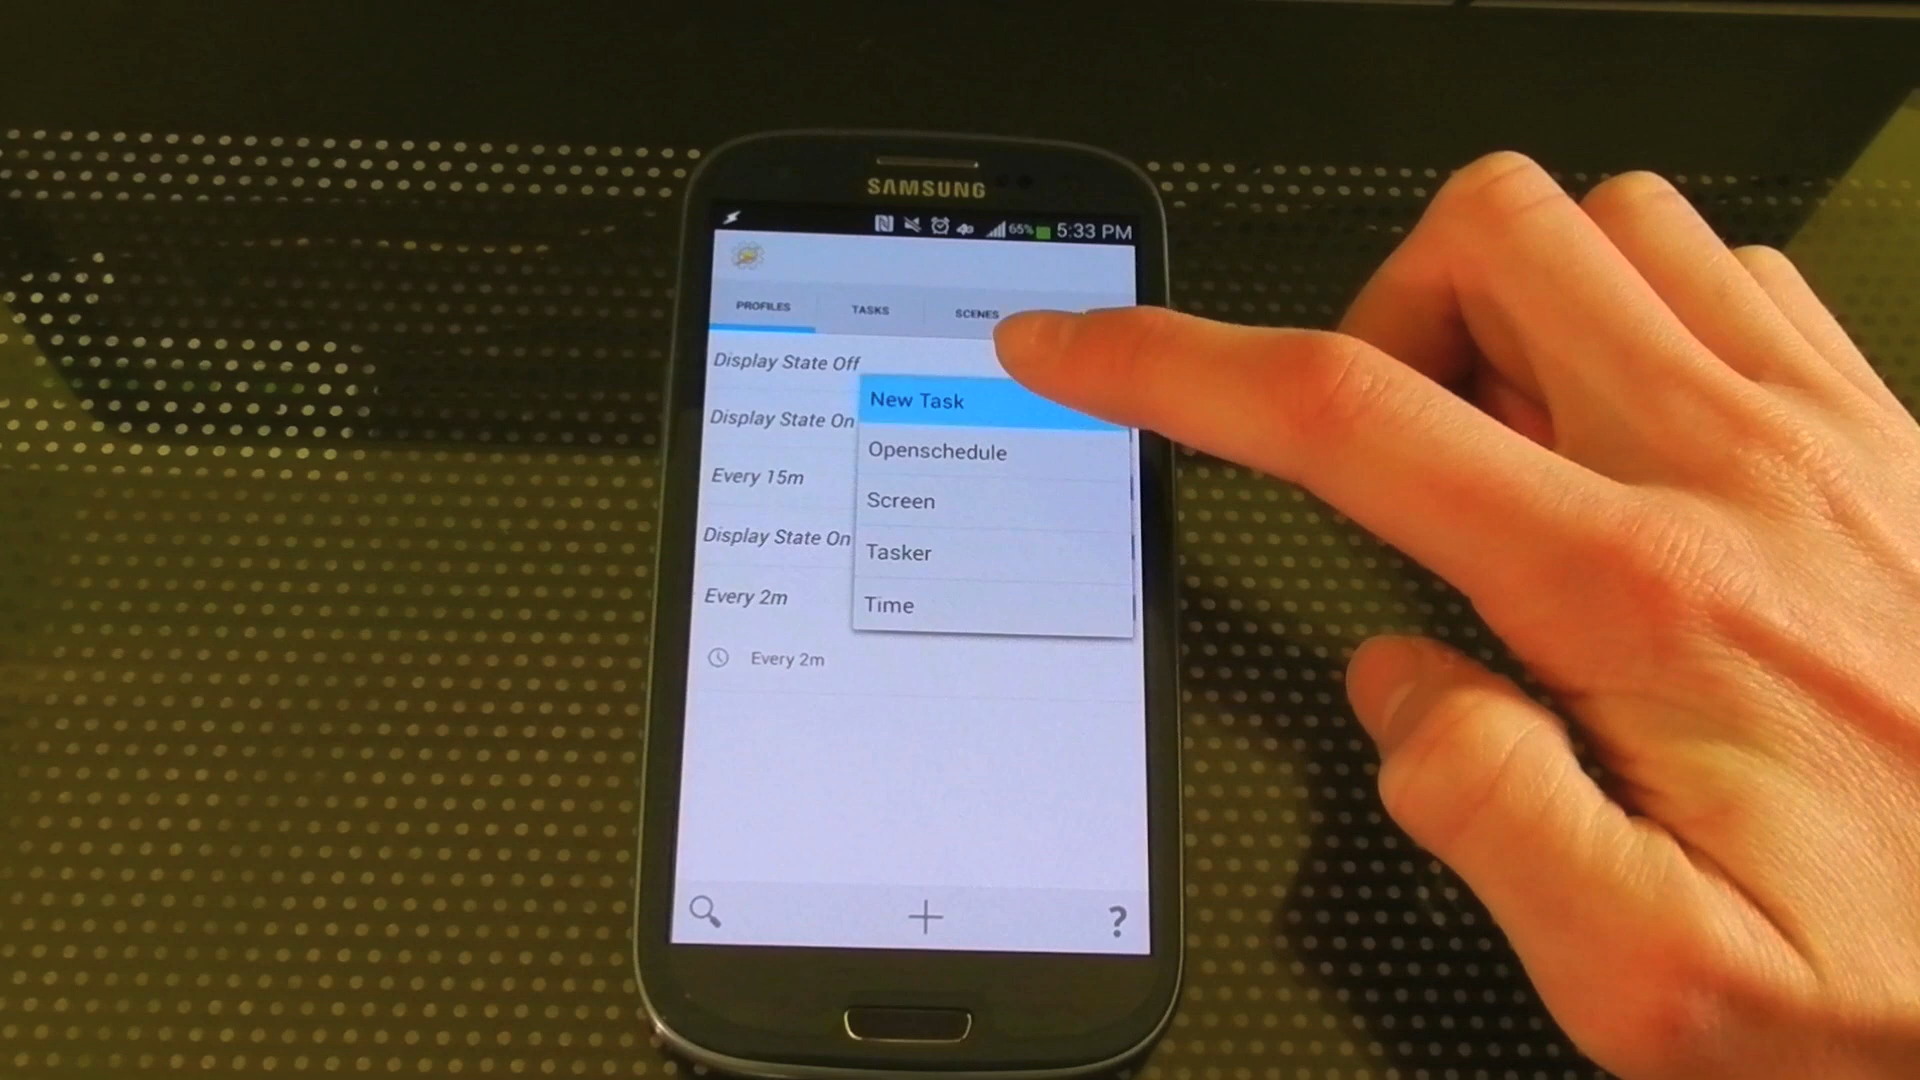 SAMSUNG
4G 65% 5:33 PM
PROFILES TASKS SCENES
Display State Off
New Task
Display State On
Openschedule
Every 15m
Screen
Display State On
Tasker
Every 2m
Time
Every 2m
+ ?